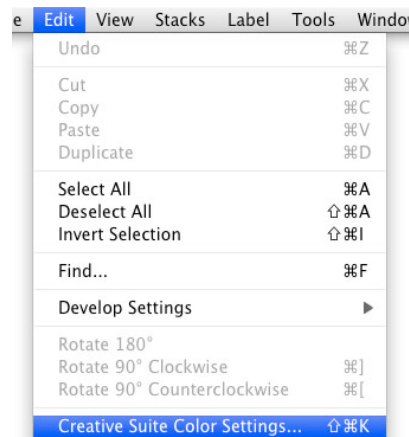 e Edit View Stacks Label Tools Windo
Undo ⌘Z
Cut ⌘X
Copy ⌘C
Paste ⌘V
Duplicate ⌘D
Select All ⌘A
Deselect All ⇧⌘A
Invert Selection ⇧⌘I
Find... ⌘F
Develop Settings ▶
Rotate 180°
Rotate 90° Clockwise ⌘]
Rotate 90° Counterclockwise ⌘[
Creative Suite Color Settings... ⇧⌘K